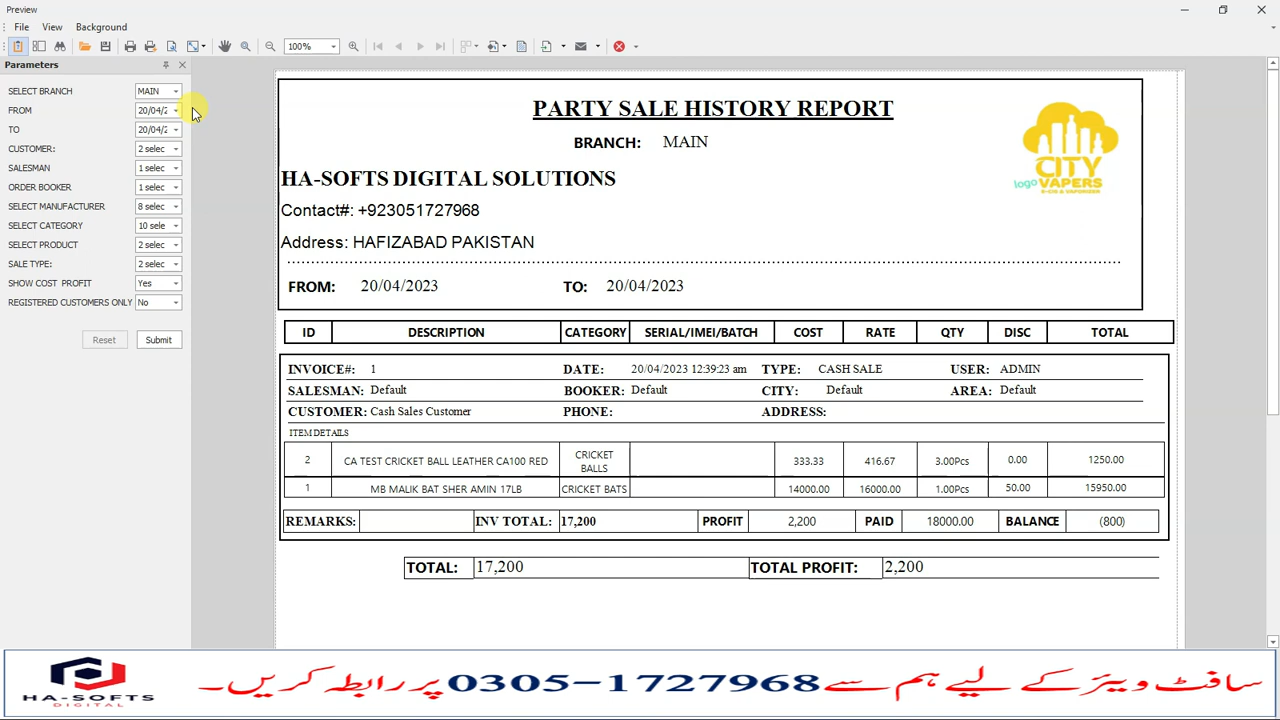 Preview
File View Background
100%
Parameters
SELECT BRANCH MAIN
FROM 20/04/2
TO 20/04/2
CUSTOMER: 2 selec
SALESMAN 1 selec
ORDER BOOKER 1 selec
SELECT MANUFACTURER 8 selec
SELECT CATEGORY 10 sele
SELECT PRODUCT 2 selec
SALE TYPE: 2 selec
SHOW COST PROFIT Yes
REGISTERED CUSTOMERS ONLY No
Reset Submit
PARTY SALE HISTORY REPORT
BRANCH: MAIN
CITY
logo VAPERS
E-CIG & VAPORIZER
HA-SOFTS DIGITAL SOLUTIONS
Contact#: +923051727968
Address: HAFIZABAD PAKISTAN
FROM: 20/04/2023 TO: 20/04/2023
ID DESCRIPTION CATEGORY SERIAL/IMEI/BATCH COST RATE QTY DISC TOTAL
INVOICE#: 1 DATE: 20/04/2023 12:39:23 am TYPE: CASH SALE USER: ADMIN
SALESMAN: Default BOOKER: Default CITY: Default AREA: Default
CUSTOMER: Cash Sales Customer PHONE: ADDRESS:
ITEM DETAILS
2 CA TEST CRICKET BALL LEATHER CA100 RED CRICKET BALLS 333.33 416.67 3.00Pcs 0.00 1250.00
1 MB MALIK BAT SHER AMIN 17LB CRICKET BATS 14000.00 16000.00 1.00Pcs 50.00 15950.00
REMARKS: INV TOTAL: 17,200 PROFIT 2,200 PAID 18000.00 BALANCE (800)
TOTAL: 17,200 TOTAL PROFIT: 2,200
HA-SOFTS
DIGITAL
سافٹ ویئر کے لیے ہم سے 0305-1727968 پر رابطہ کریں۔